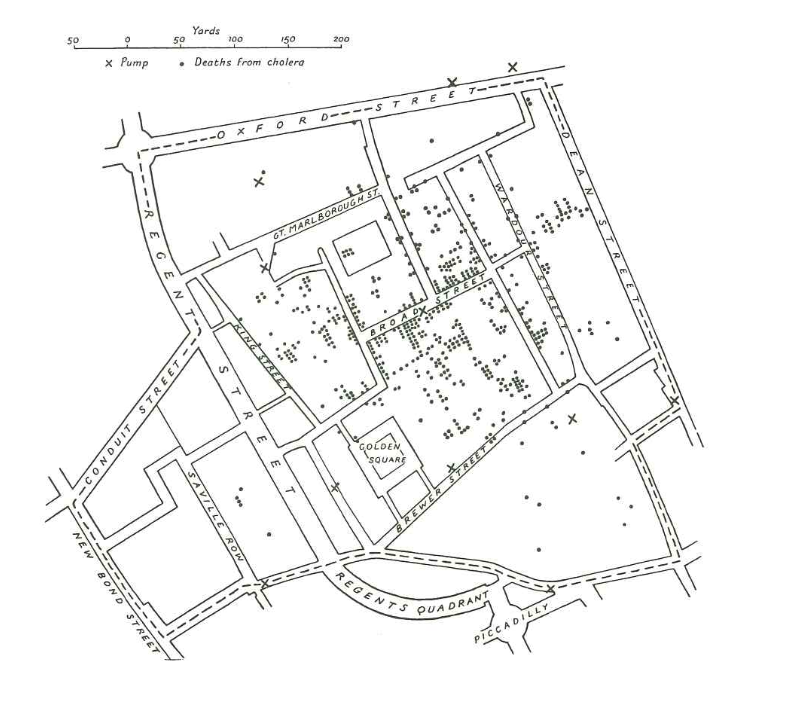 Yards
50 0 50 100 150 200
x Pump • Deaths from cholera
OXFORD STREET
REGENT STREET
GT. MARLBOROUGH ST.
WARDOUR STREET
DEAN STREET
BROAD STREET
KING STREET
CONDUIT STREET
GOLDEN
SQUARE
SAVILLE ROW
BREWER STREET
NEW BOND STREET
REGENTS QUADRANT
PICCADILLY